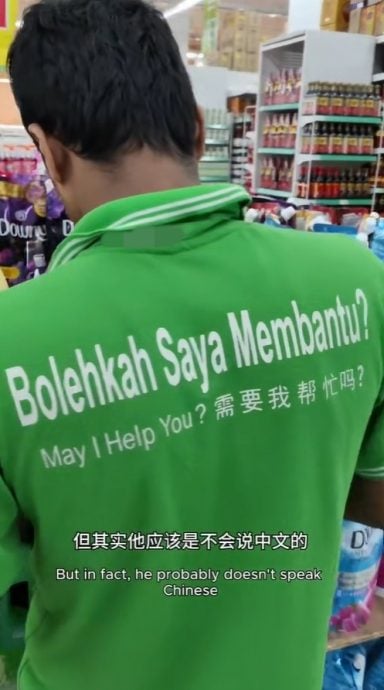 Downy
Bolehkah Saya Membantu?
May I Help You? 需要我帮忙吗?
但其实他应该是不会说中文的
But in fact, he probably doesn't speak
Chinese